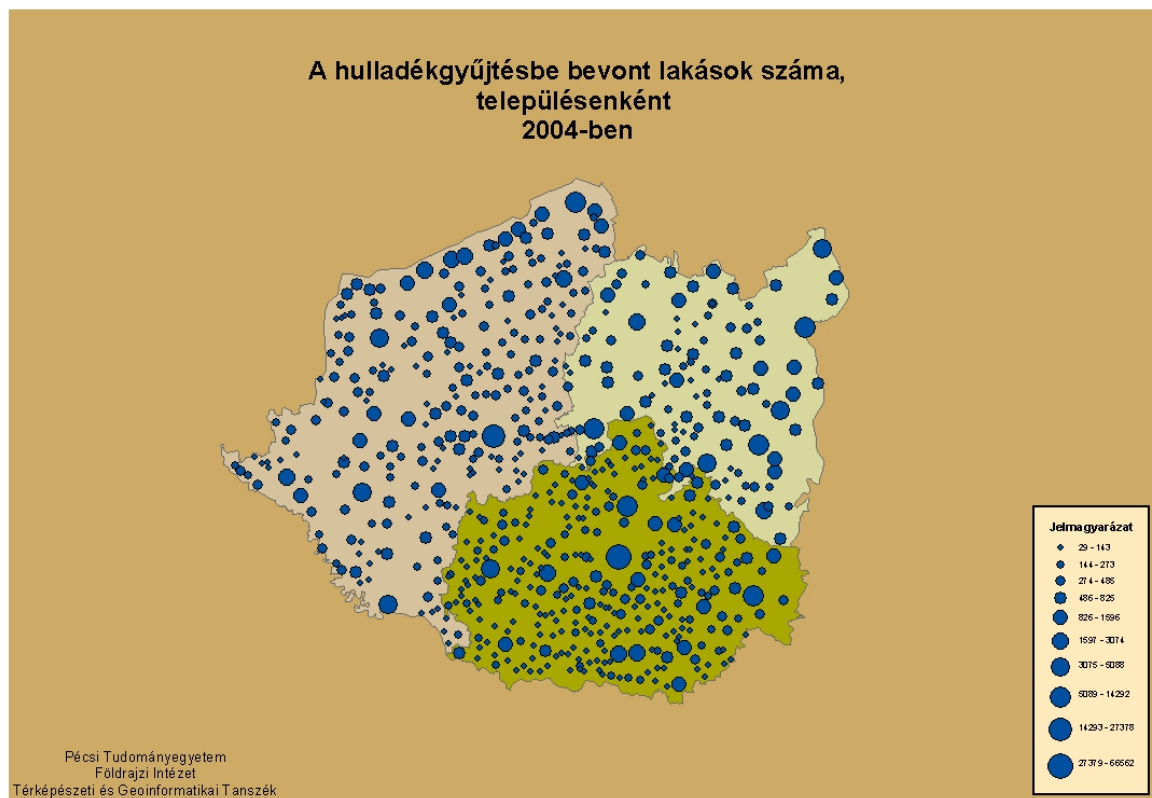 A hulladékgyűjtésbe bevont lakások száma,
településenként
2004-ben
Jelmagyarázat
29 - 143
144 - 273
274 - 485
486 - 825
826 - 1596
1597 - 3074
3075 - 5088
5089 - 14292
14293 - 27378
27379 - 66562
Pécsi Tudományegyetem
Földrajzi Intézet
Térképészeti és Geoinformatikai Tanszék